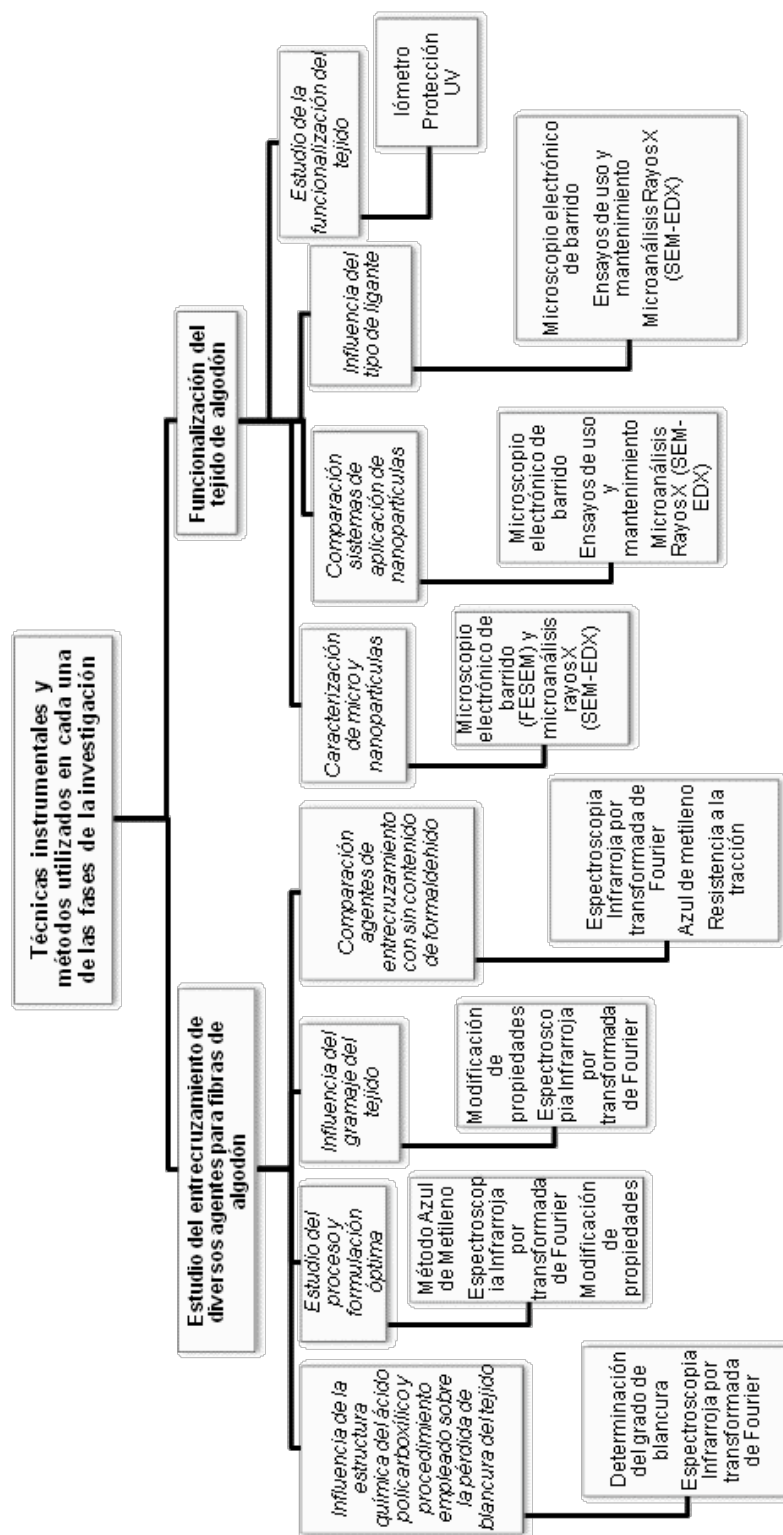 Técnicas instrumentales y
métodos utilizados en cada una
de las fases de la investigación
Estudio del entrecruzamiento de
diversos agentes para fibras de
algodón
Influencia de la
estructura
química del ácido
policarboxílico y
procedimiento
empleado sobre
la pérdida de
blancura del tejido
Determinación
del grado de
blancura
Espectroscopia
Infrarroja por
transformada
de Fourier
Estudio del
proceso y
formulación
óptima
Método Azul
de Metileno
Espectroscop
ia Infrarroja
por
transformada
de Fourier
Modificación
de
propiedades
Influencia del
gramaje del
tejido
Modificación
de
propiedades
Espectrosco
pia Infrarroja
por
transformada
de Fourier
Comparación
agentes de
entrecruzamiento
con sin contenido
de formaldehido
Espectroscopia
Infrarroja por
transformada de
Fourier
Azul de metileno
Resistencia a la
tracción
Funcionalización del
tejido de algodón
Caracterización
de micro y
nanopartículas
Microscopio
electrónico de
barrido
(FESEM) y
microanálisis
rayos X
(SEM-EDX)
Comparación
sistemas de
aplicación de
nanopartículas
Microscopio
electrónico de
barrido
Ensayos de uso
y
mantenimiento
Microanálisis
Rayos X (SEM-
EDX)
Influencia del
tipo de ligante
Microscopio electrónico
de barrido
Ensayos de uso y
mantenimiento
Microanálisis Rayos X
(SEM-EDX)
Estudio de la
funcionalización del
tejido
Iómetro
Protección
UV